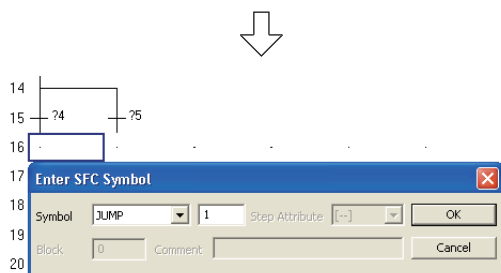 14
15 ?4 ?5
16
17 Enter SFC Symbol
18 Symbol JUMP 1 Step Attribute [--] OK
19 Block 0 Comment Cancel
20